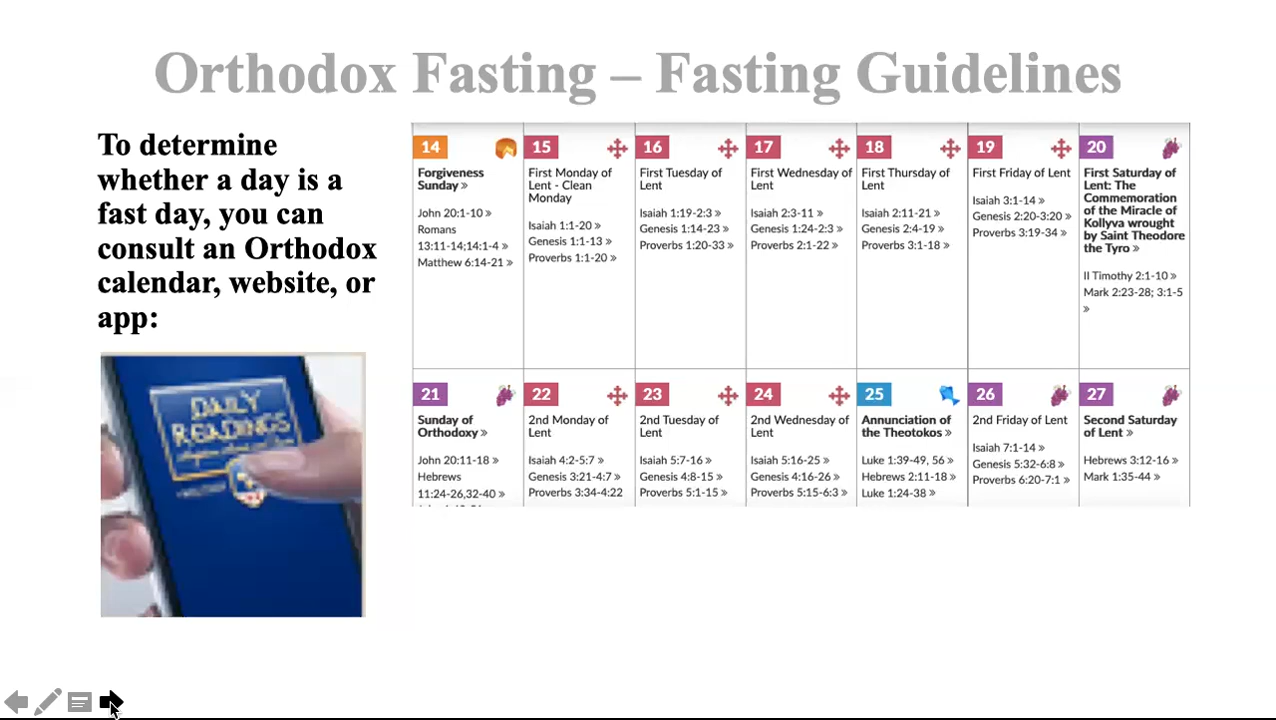 Orthodox Fasting – Fasting Guidelines
To determine
whether a day is a
fast day, you can
consult an Orthodox
calendar, website, or
app:
DAILY
READINGS
14
Forgiveness
Sunday »
John 20:1-10 »
Romans
13:11-14;14:1-4 »
Matthew 6:14-21 »
15
First Monday of
Lent - Clean
Monday
Isaiah 1:1-20 »
Genesis 1:1-13 »
Proverbs 1:1-20 »
16
First Tuesday of
Lent
Isaiah 1:19-2:3 »
Genesis 1:14-23 »
Proverbs 1:20-33 »
17
First Wednesday of
Lent
Isaiah 2:3-11 »
Genesis 1:24-2:3 »
Proverbs 2:1-22 »
18
First Thursday of
Lent
Isaiah 2:11-21 »
Genesis 2:4-19 »
Proverbs 3:1-18 »
19
First Friday of Lent
Isaiah 3:1-14 »
Genesis 2:20-3:20 »
Proverbs 3:19-34 »
20
First Saturday of
Lent: The
Commemoration
of the Miracle of
Kollyva wrought
by Saint Theodore
the Tyro »
II Timothy 2:1-10 »
Mark 2:23-28; 3:1-5
»
21
Sunday of
Orthodoxy »
John 20:11-18 »
Hebrews
11:24-26,32-40 »
22
2nd Monday of
Lent
Isaiah 4:2-5:7 »
Genesis 3:21-4:7 »
Proverbs 3:34-4:22
23
2nd Tuesday of
Lent
Isaiah 5:7-16 »
Genesis 4:8-15 »
Proverbs 5:1-15 »
24
2nd Wednesday of
Lent
Isaiah 5:16-25 »
Genesis 4:16-26 »
Proverbs 5:15-6:3 »
25
Annunciation of
the Theotokos »
Luke 1:39-49, 56 »
Hebrews 2:11-18 »
Luke 1:24-38 »
26
2nd Friday of Lent
Isaiah 7:1-14 »
Genesis 5:32-6:8 »
Proverbs 6:20-7:1 »
27
Second Saturday
of Lent »
Hebrews 3:12-16 »
Mark 1:35-44 »